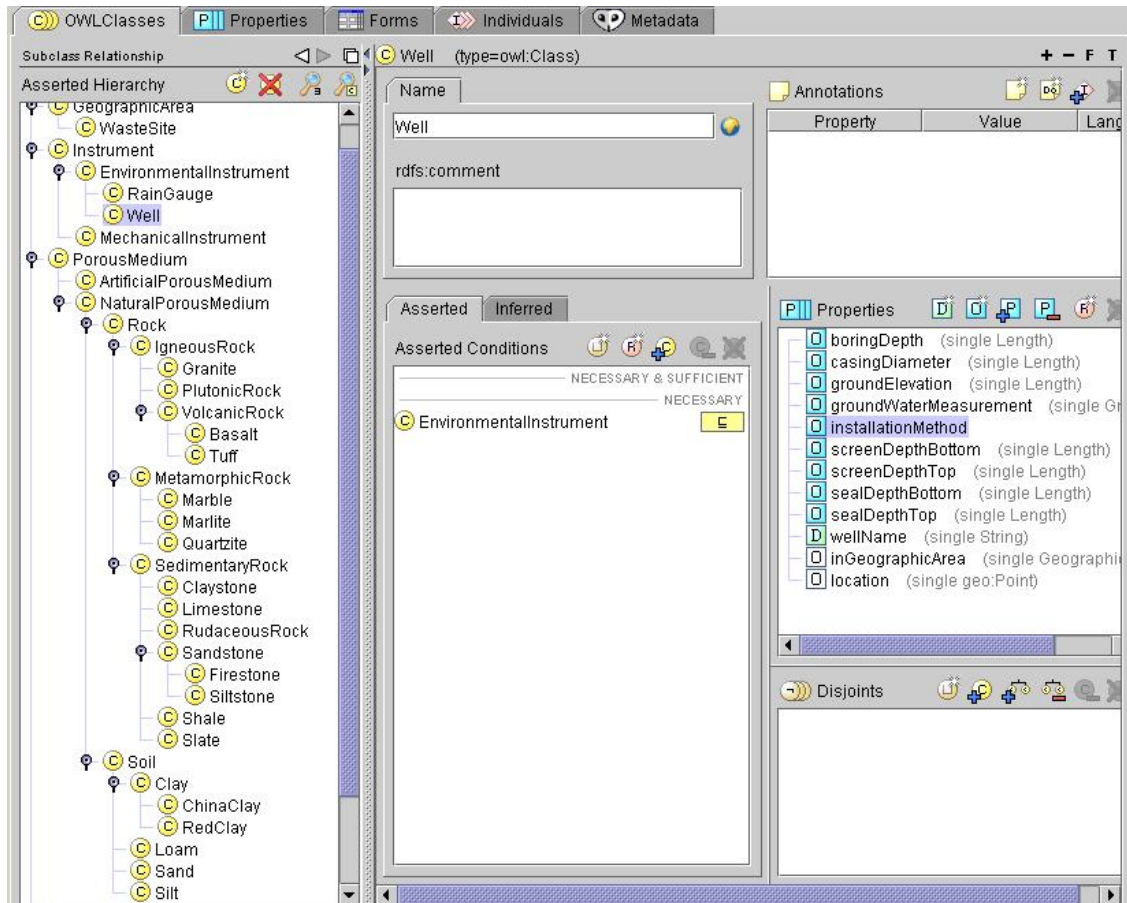 OWLClasses Properties Forms Individuals Metadata
Subclass Relationship
Asserted Hierarchy
GeographicArea
WasteSite
Instrument
EnvironmentalInstrument
RainGauge
Well
MechanicalInstrument
PorousMedium
ArtificialPorousMedium
NaturalPorousMedium
Rock
IgneousRock
Granite
PlutonicRock
VolcanicRock
Basalt
Tuff
MetamorphicRock
Marble
Marlite
Quartzite
SedimentaryRock
Claystone
Limestone
RudaceousRock
Sandstone
Firestone
Siltstone
Shale
Slate
Soil
Clay
ChinaClay
RedClay
Loam
Sand
Silt
Well (type=owl:Class)
+ − F T
Name
Well
rdfs:comment
Asserted Inferred
Asserted Conditions
NECESSARY & SUFFICIENT
NECESSARY
EnvironmentalInstrument ⊑
Annotations
Property Value Lang
Properties
boringDepth (single Length)
casingDiameter (single Length)
groundElevation (single Length)
groundWaterMeasurement (single Gr
installationMethod
screenDepthBottom (single Length)
screenDepthTop (single Length)
sealDepthBottom (single Length)
sealDepthTop (single Length)
wellName (single String)
inGeographicArea (single Geographi
location (single geo:Point)
Disjoints